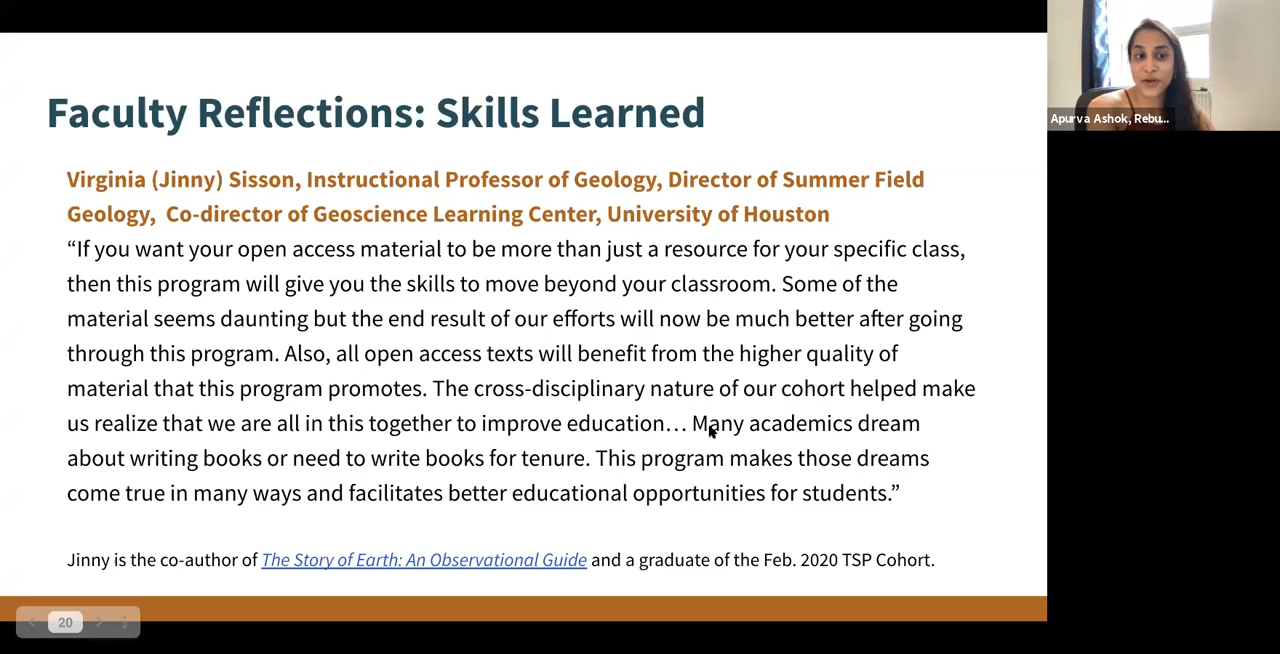 Faculty Reflections: Skills Learned
Apurva Ashok, Rebu...
Virginia (Jinny) Sisson, Instructional Professor of Geology, Director of Summer Field
Geology,  Co-director of Geoscience Learning Center, University of Houston
“If you want your open access material to be more than just a resource for your specific class,
then this program will give you the skills to move beyond your classroom. Some of the
material seems daunting but the end result of our efforts will now be much better after going
through this program. Also, all open access texts will benefit from the higher quality of
material that this program promotes. The cross-disciplinary nature of our cohort helped make
us realize that we are all in this together to improve education… Many academics dream
about writing books or need to write books for tenure. This program makes those dreams
come true in many ways and facilitates better educational opportunities for students.”
Jinny is the co-author of The Story of Earth: An Observational Guide and a graduate of the Feb. 2020 TSP Cohort.
20